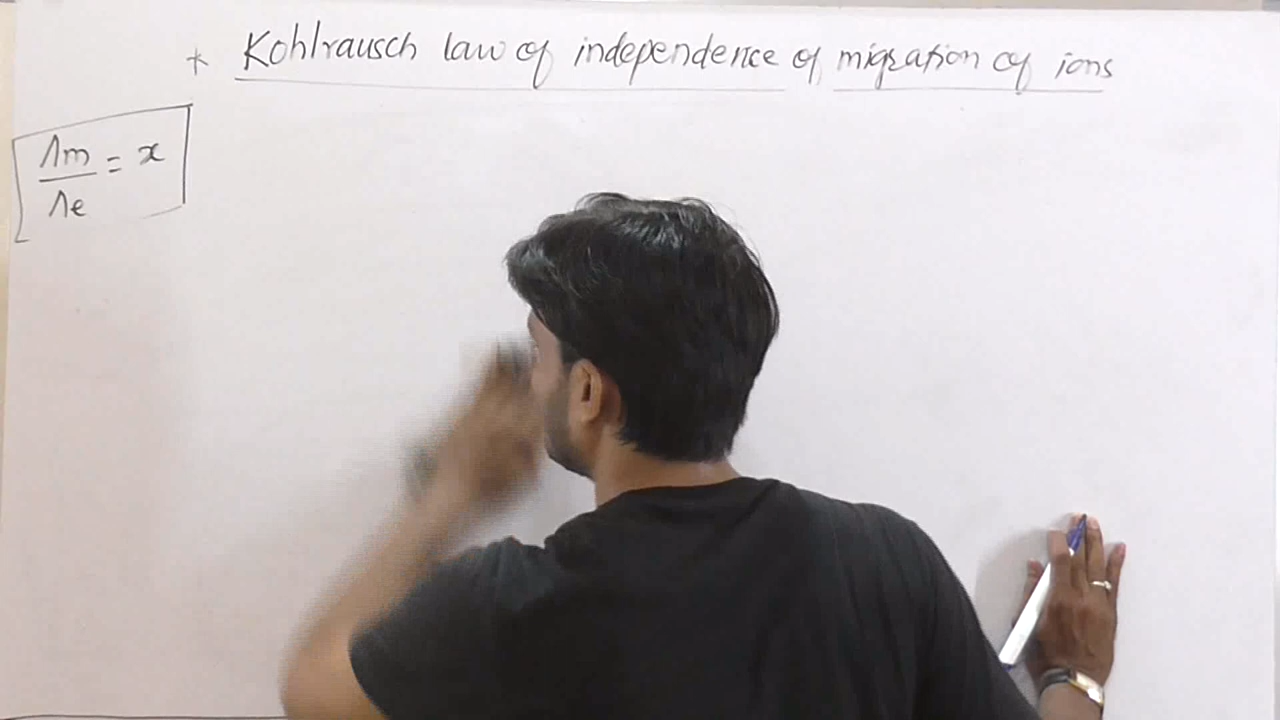 * Kohlrausch law of independence of migration of ions
Λm/Λe = x